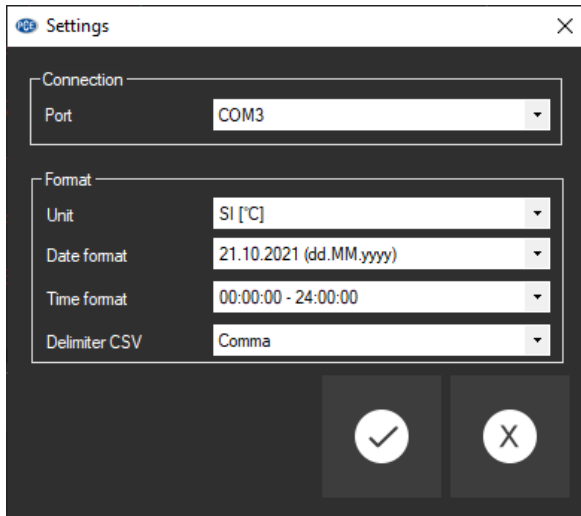 PCE Settings
Connection
Port COM3
Format
Unit SI [°C]
Date format 21.10.2021 (dd.MM.yyyy)
Time format 00:00:00 - 24:00:00
Delimiter CSV Comma
X